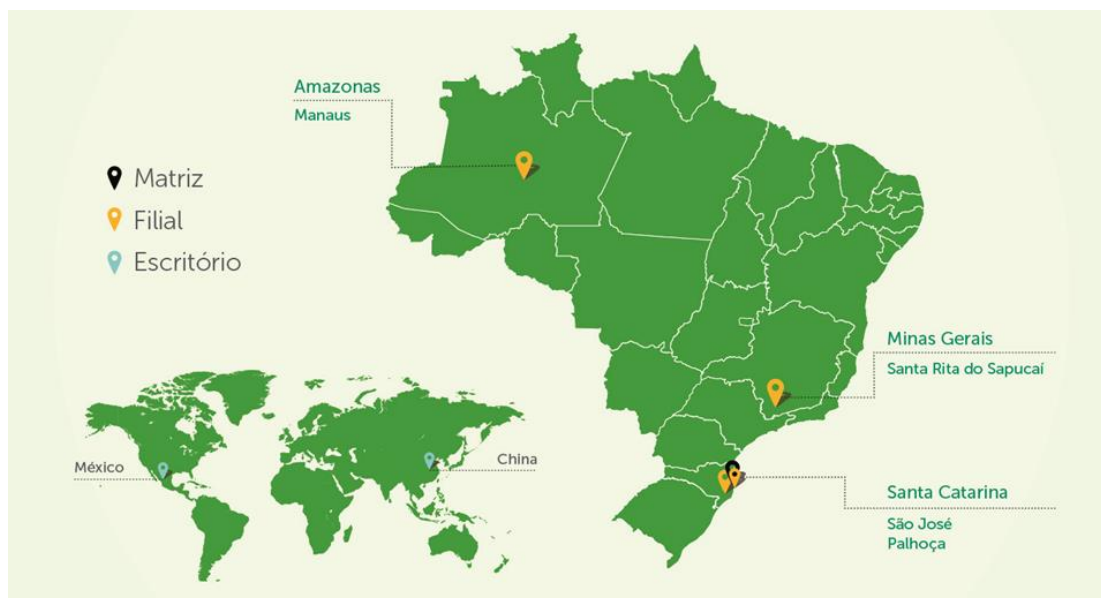 Amazonas
Manaus
Matriz
Filial
Escritório
Minas Gerais
Santa Rita do Sapucaí
México
China
Santa Catarina
São José
Palhoça